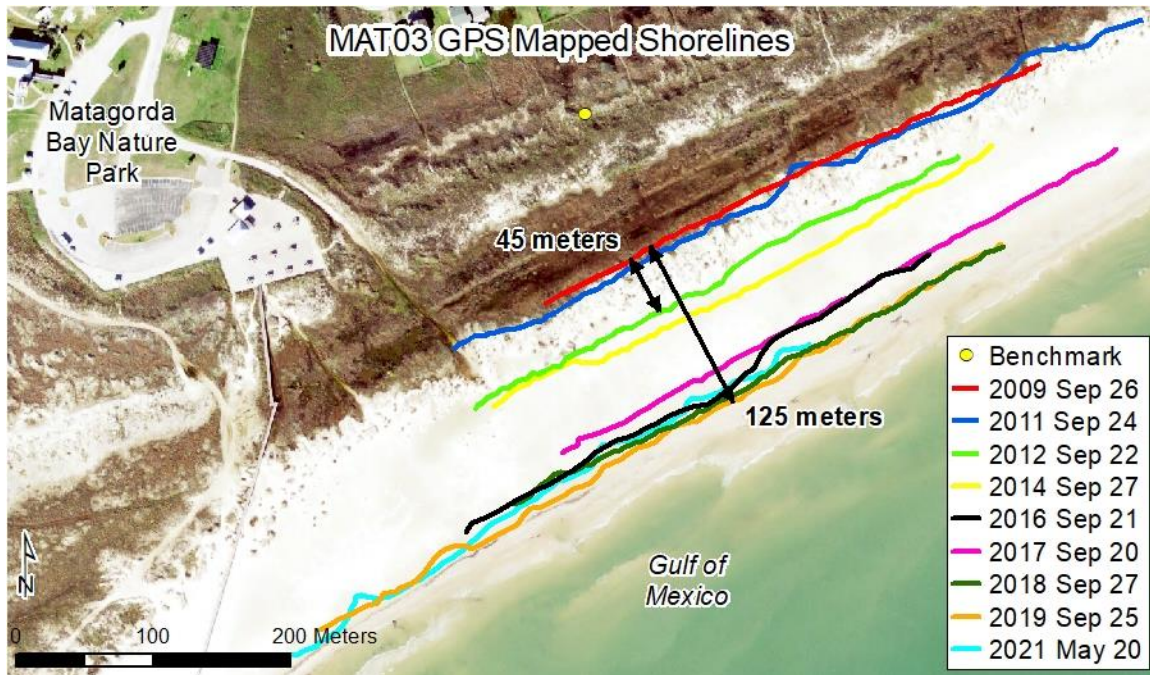 MAT03 GPS Mapped Shorelines
Matagorda
Bay Nature
Park
45 meters
125 meters
Gulf of
Mexico
Benchmark
2009 Sep 26
2011 Sep 24
2012 Sep 22
2014 Sep 27
2016 Sep 21
2017 Sep 20
2018 Sep 27
2019 Sep 25
2021 May 20
N
0 100 200 Meters